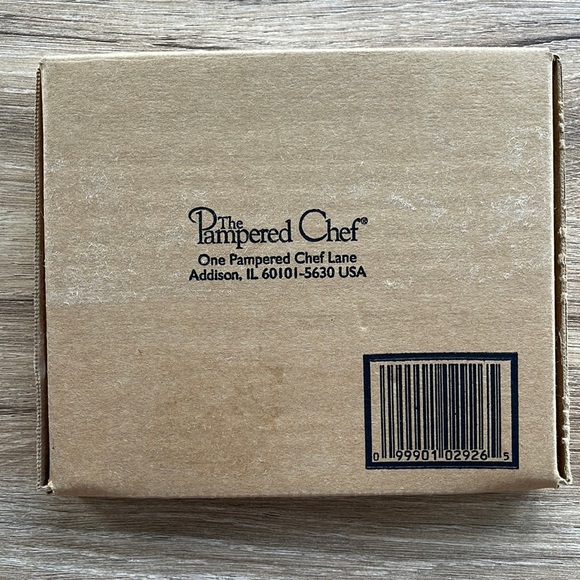 The
Pampered Chef®
One Pampered Chef Lane
Addison, IL 60101-5630 USA
0 99901 02926 5